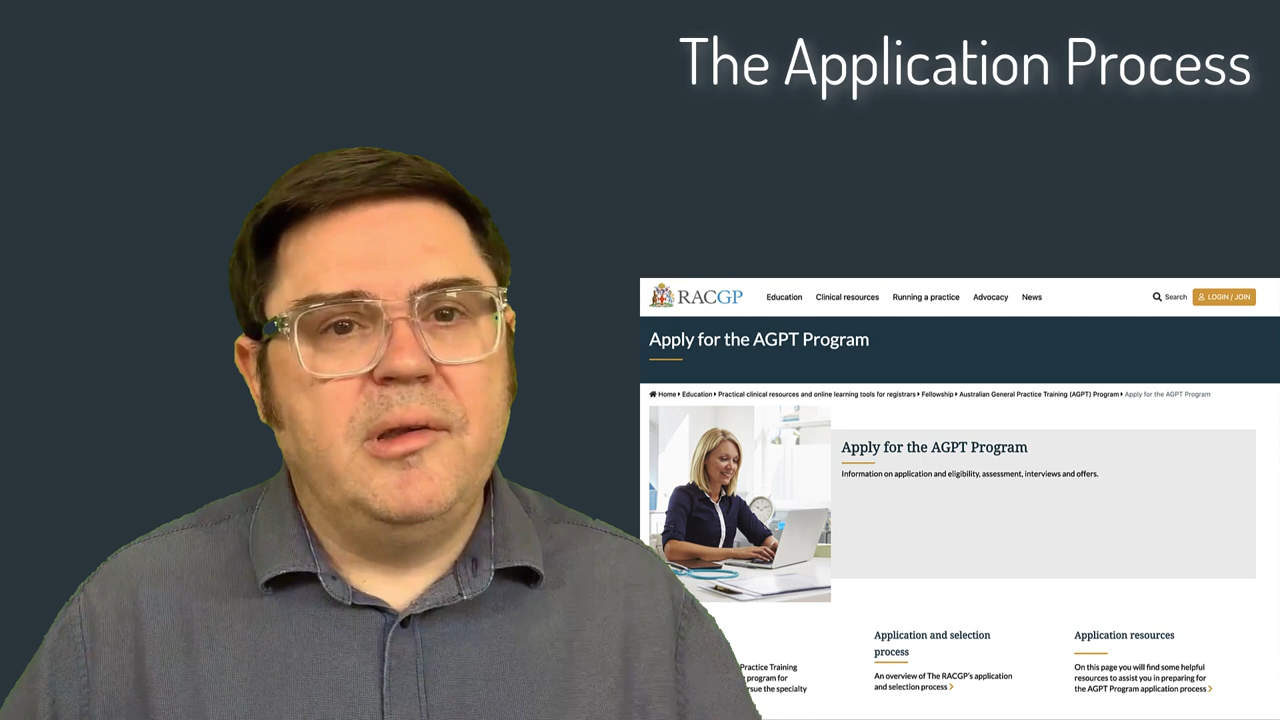 The Application Process
RACGP
Education Clinical resources Running a practice Advocacy News Search LOGIN / JOIN
Apply for the AGPT Program
Home Education Practical clinical resources and online learning tools for registrars Fellowship Australian General Practice Training (AGPT) Program Apply for the AGPT Program
Apply for the AGPT Program
Information on application and eligibility, assessment, interviews and offers.
Practice Training
program for
the specialty
Application and selection
process
An overview of The RACGP's application
and selection process
Application resources
On this page you will find some helpful
resources to assist you in preparing for
the AGPT Program application process